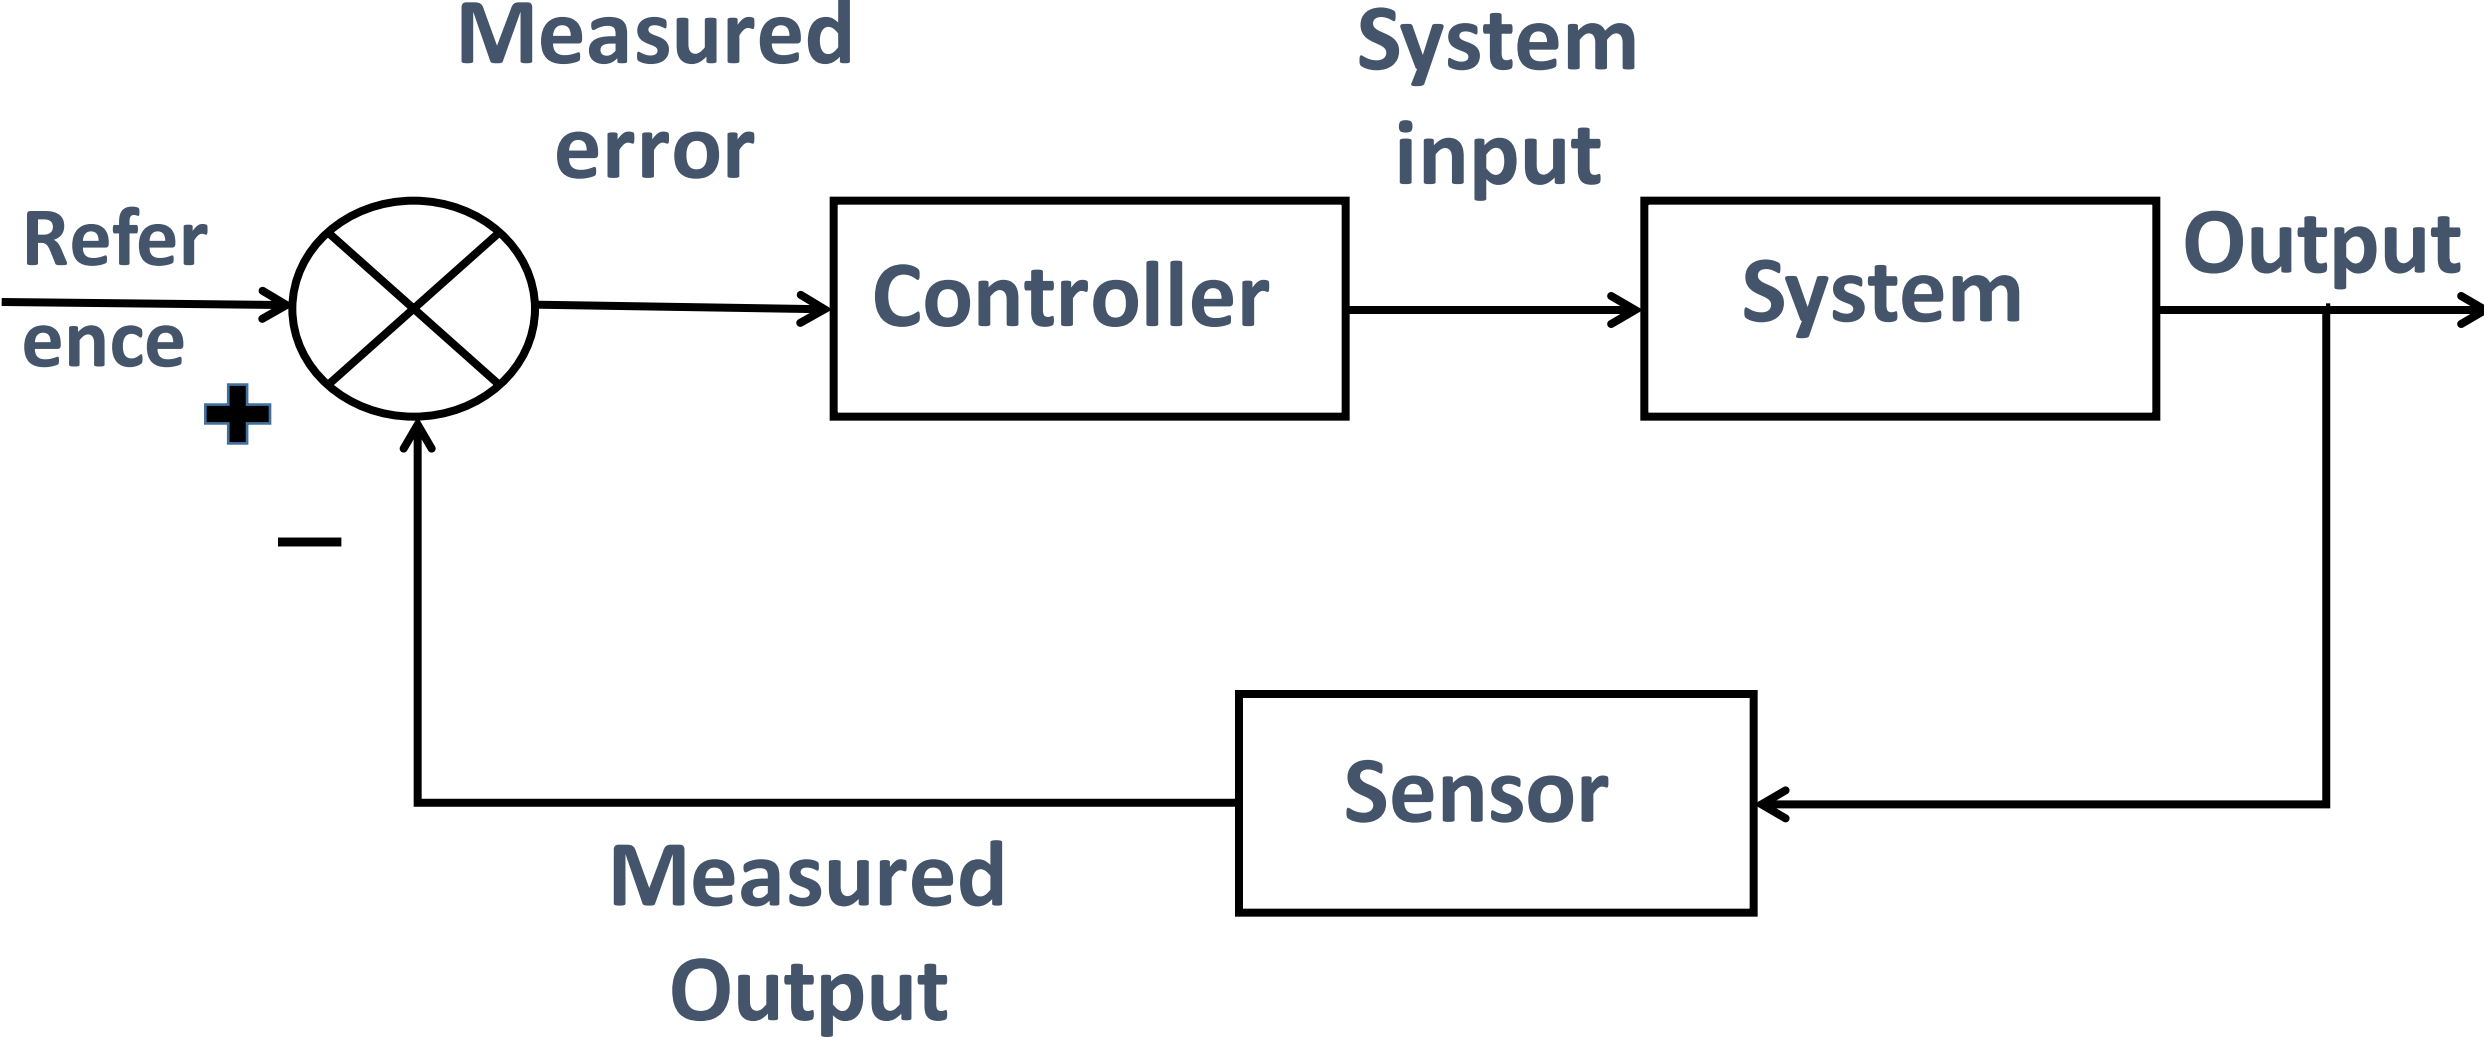 Measured
error
System
input
Refer
ence
Controller
System
Output
Sensor
Measured
Output